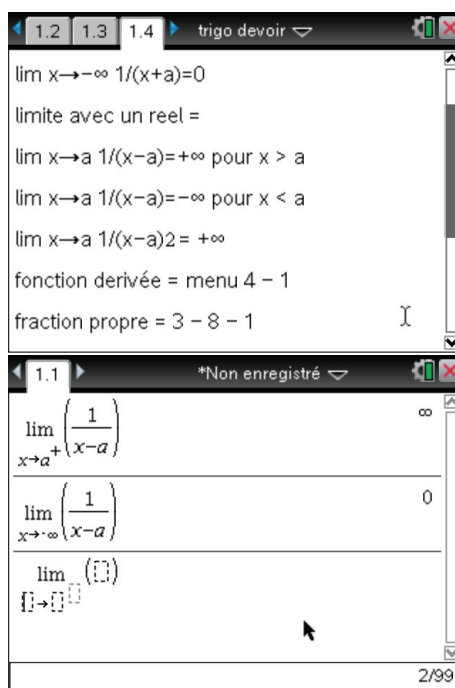 1.2 1.3 1.4 trigo devoir
lim x→-∞ 1/(x+a)=0
limite avec un reel =
lim x→a 1/(x-a)=+∞ pour x > a
lim x→a 1/(x-a)=-∞ pour x < a
lim x→a 1/(x-a)2= +∞
fonction derivée = menu 4 - 1
fraction propre = 3 - 8 - 1
1.1 *Non enregistré
lim x→a+ (1/(x-a)) ∞
lim x→-∞ (1/(x-a)) 0
lim → ()
2/99